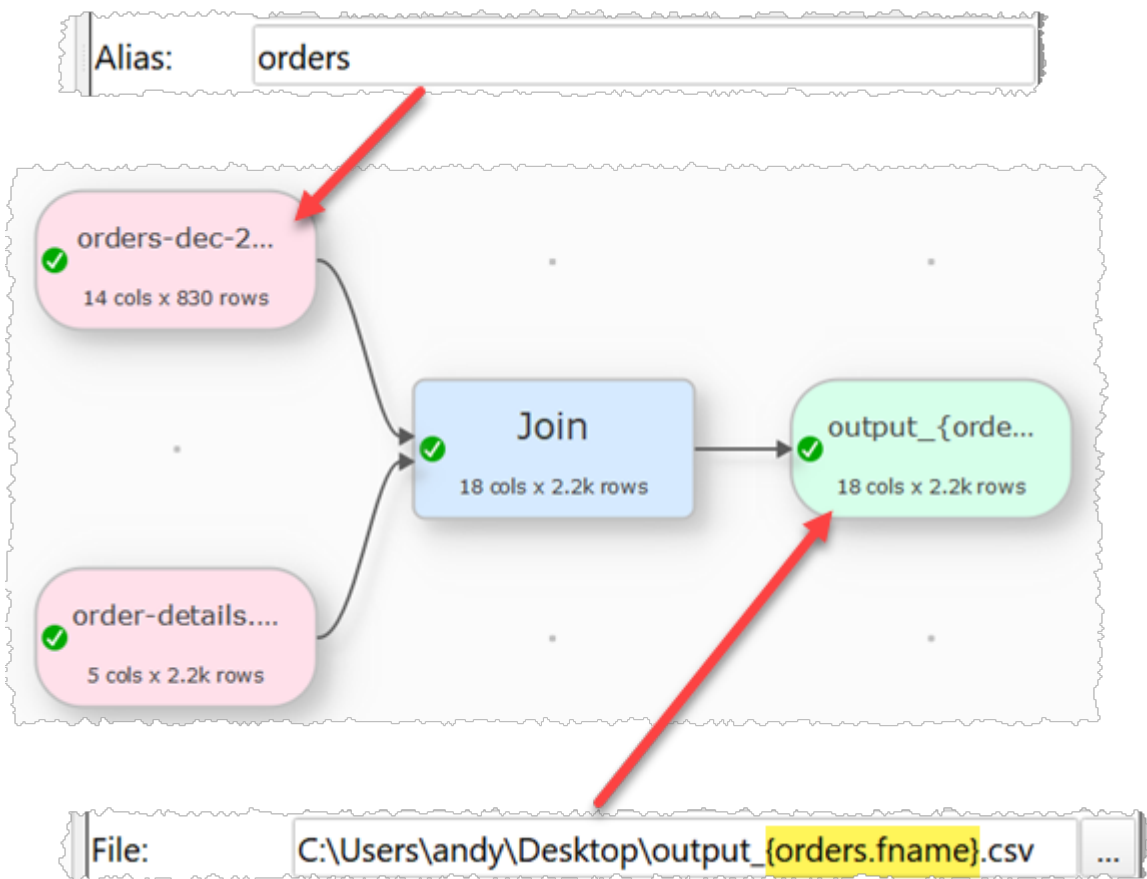 Alias:
orders
orders-dec-2...
14 cols x 830 rows
Join
18 cols x 2.2k rows
output_{orde...
18 cols x 2.2k rows
order-details....
5 cols x 2.2k rows
File:
C:\Users\andy\Desktop\output_{orders.fname}.csv
...